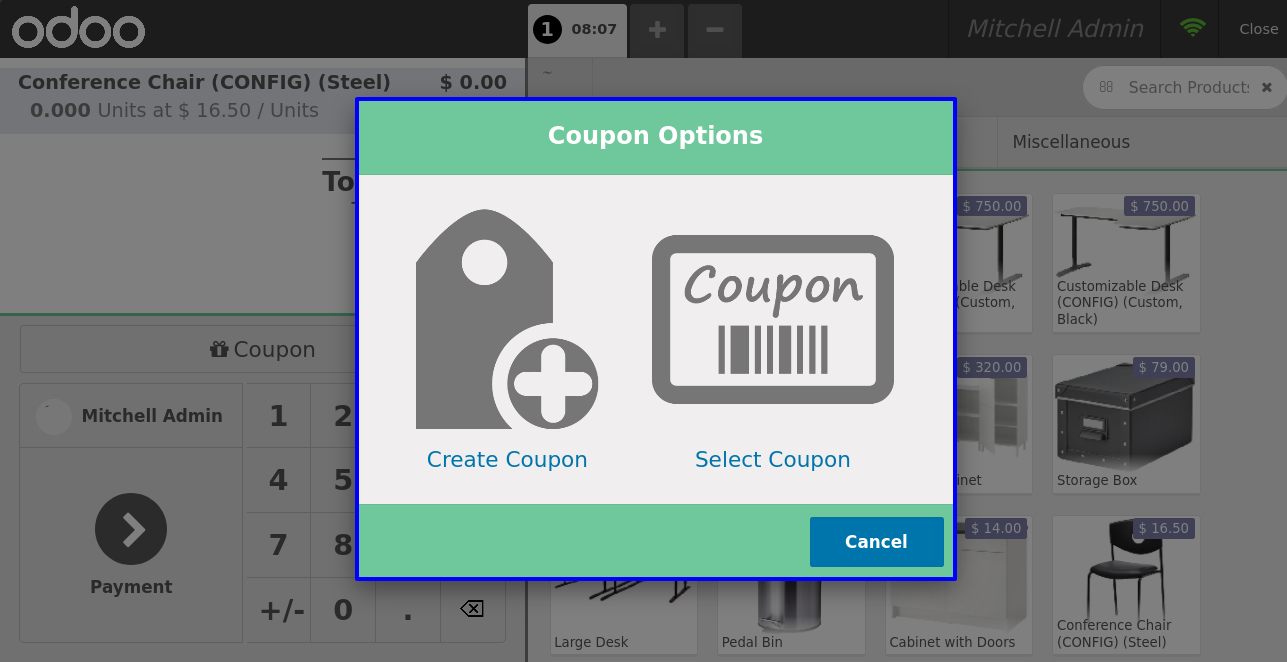 odoo
1 08:07
Mitchell Admin
Close
Conference Chair (CONFIG) (Steel) $ 0.00
0.000 Units at $ 16.50 / Units
~
Search Products
To
Miscellaneous
Coupon Options
Coupon
Create Coupon
Select Coupon
Cancel
Coupon
Mitchell Admin
1 2
4 5
7 8
+/- 0 .
Payment
$ 750.00
ble Desk
(Custom,
$ 750.00
Customizable Desk
(CONFIG) (Custom,
Black)
$ 320.00
inet
$ 79.00
Storage Box
Large Desk
Pedal Bin
$ 14.00
Cabinet with Doors
$ 16.50
Conference Chair
(CONFIG) (Steel)